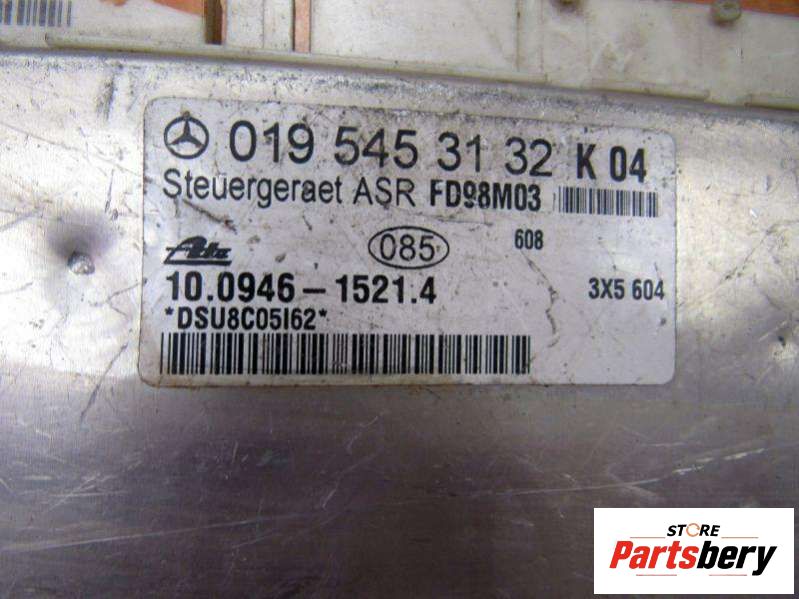 019 545 31 32 K 04
Steuergeraet ASR FD98M03
Ate 085 608
10.0946-1521.4 3X5 604
*DSU8C05I62*
STORE
Partsbery